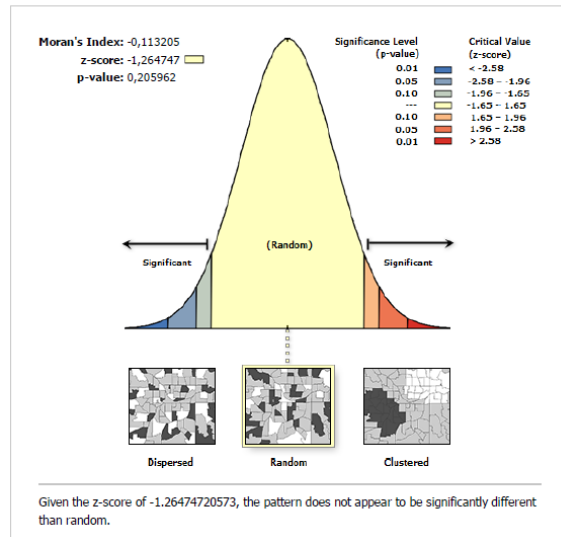 Moran's Index: -0,113205
z-score: -1,264747
p-value: 0,205962
Significance Level
(p-value)
Critical Value
(z-score)
0.01 < -2.58
0.05 -2.58 – -1.96
0.10 -1.96 – -1.65
--- -1.65 – 1.65
0.10 1.65 – 1.96
0.05 1.96 – 2.58
0.01 > 2.58
(Random)
Significant
Significant
Dispersed
Random
Clustered
Given the z-score of -1.26474720573, the pattern does not appear to be significantly different
than random.